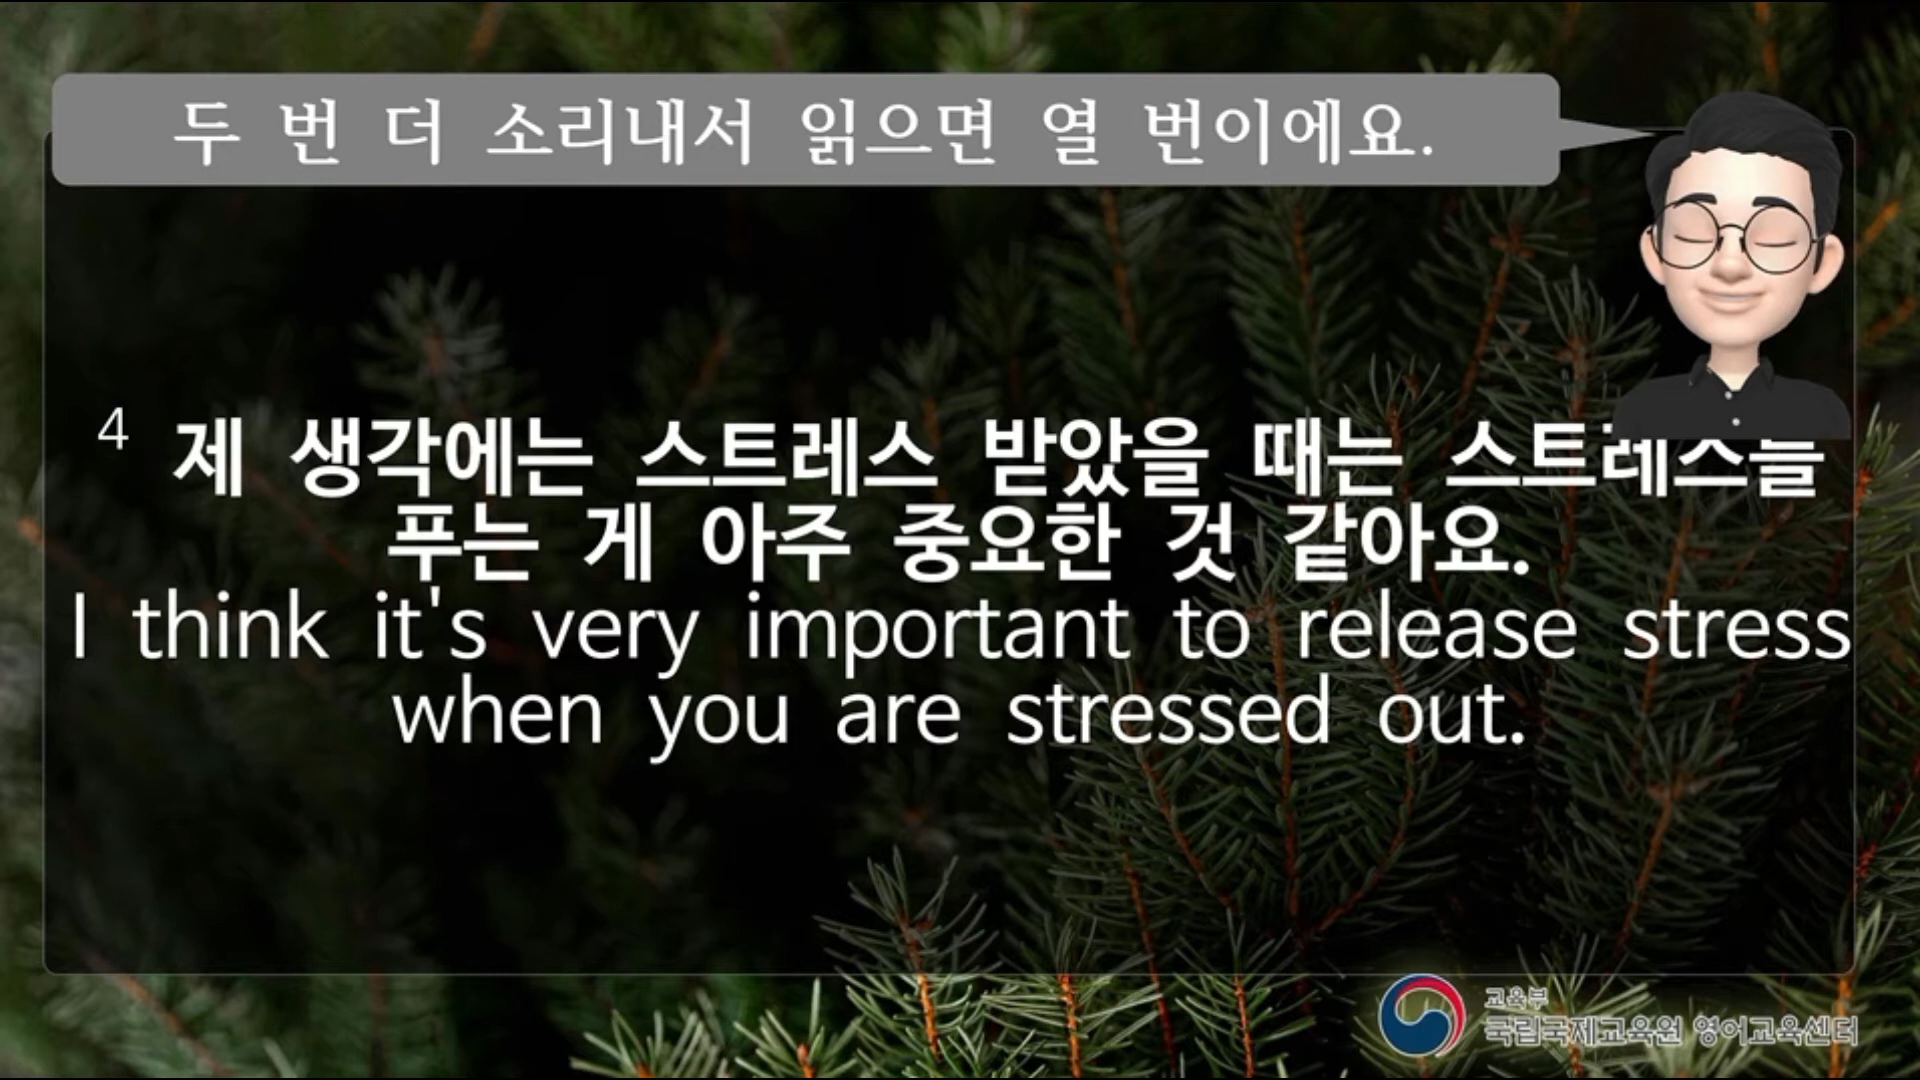 두 번 더 소리내서 읽으면 열 번이에요.
4 제 생각에는 스트레스 받았을 때는 스트레스를
푸는 게 아주 중요한 것 같아요.
I think it's very important to release stress
when you are stressed out.
교육부
국립국제교육원 영어교육센터